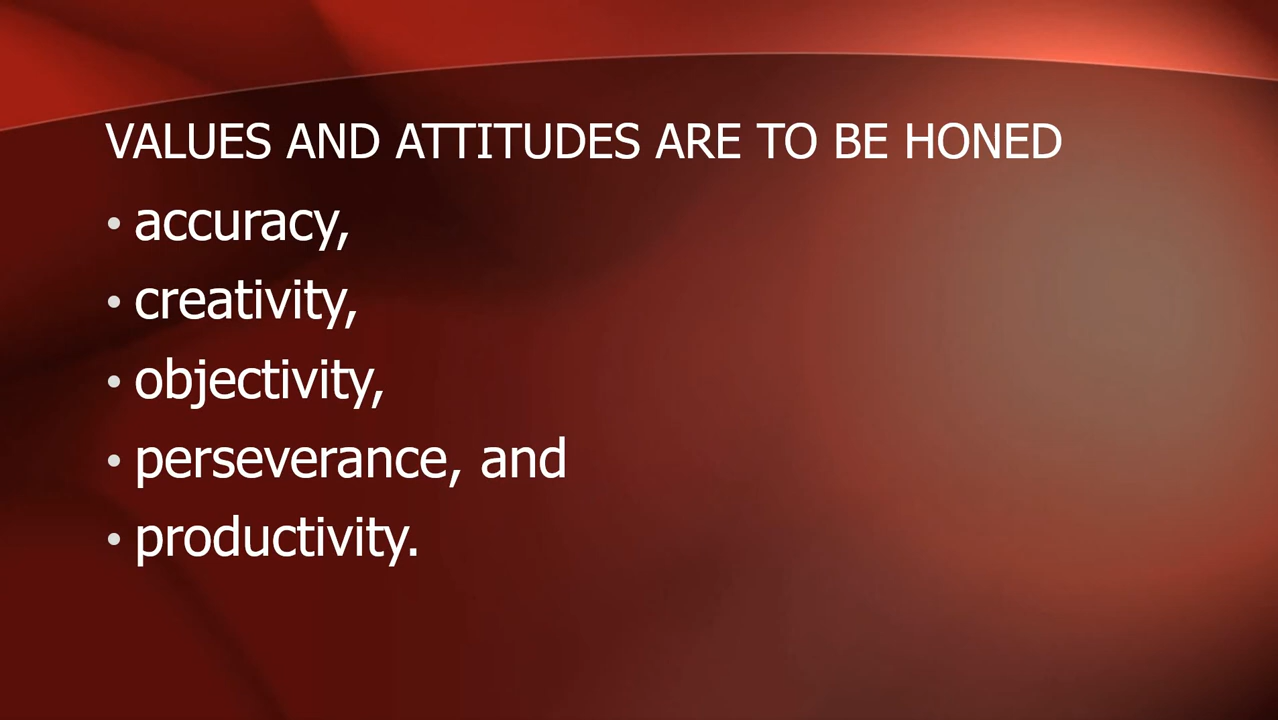 VALUES AND ATTITUDES ARE TO BE HONED
• accuracy,
• creativity,
• objectivity,
• perseverance, and
• productivity.